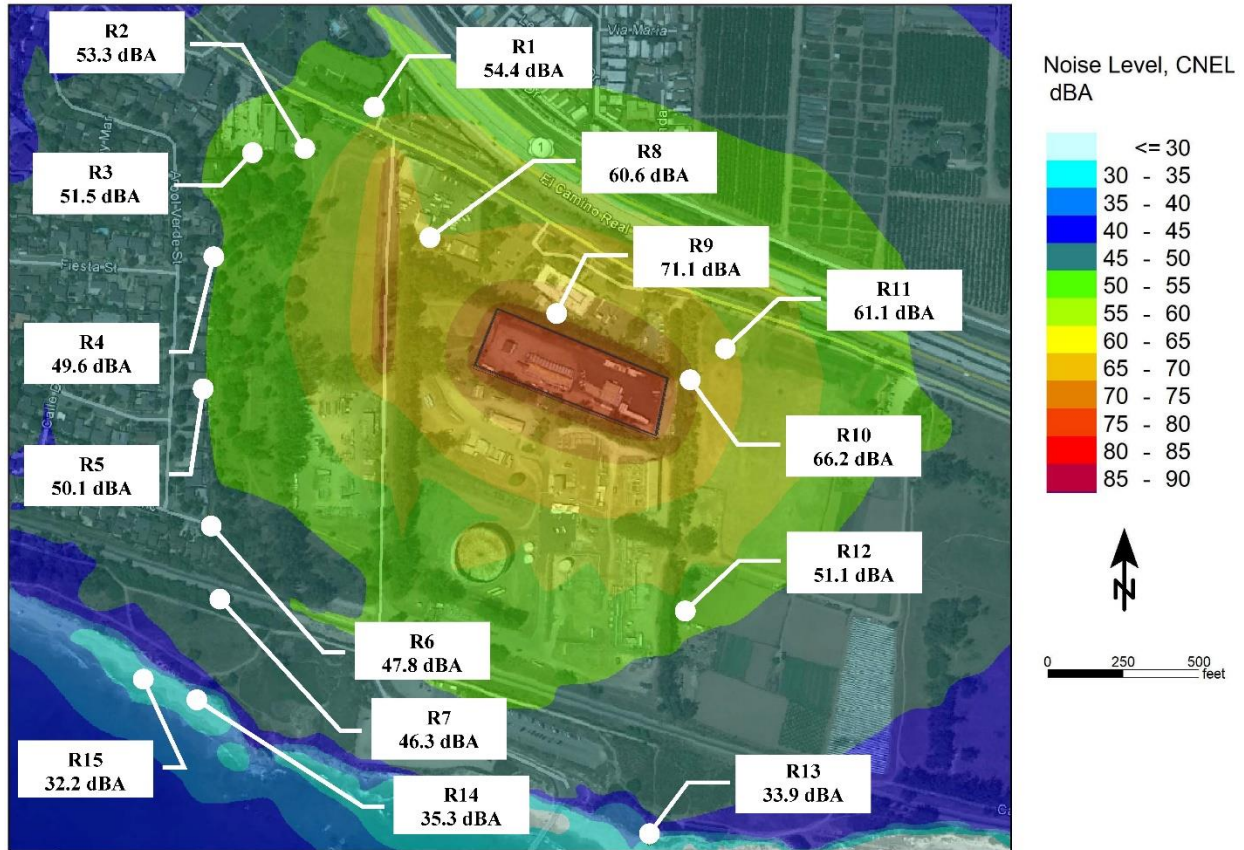 R2
53.3 dBA
R1
54.4 dBA
Via Maria
R3
51.5 dBA
R8
60.6 dBA
1
El Camino Real
R9
71.1 dBA
R11
61.1 dBA
Fiesta St
Arbol Verde St
R4
49.6 dBA
R5
50.1 dBA
R10
66.2 dBA
R12
51.1 dBA
R6
47.8 dBA
R7
46.3 dBA
R15
32.2 dBA
R14
35.3 dBA
R13
33.9 dBA
Noise Level, CNEL
dBA
<= 30
30 - 35
35 - 40
40 - 45
45 - 50
50 - 55
55 - 60
60 - 65
65 - 70
70 - 75
75 - 80
80 - 85
85 - 90
N
0 250 500
feet